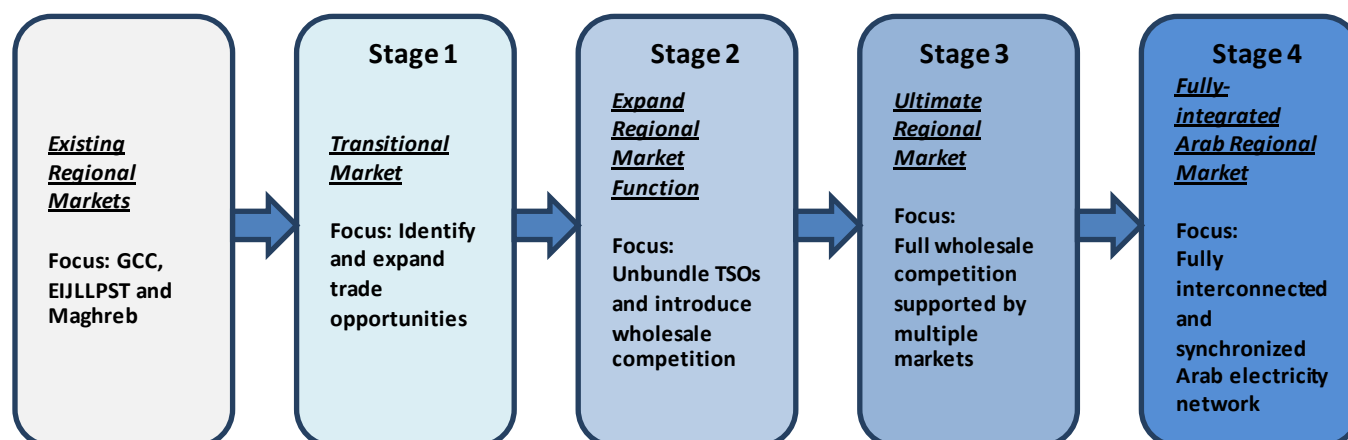 Existing
Regional
Markets
Focus: GCC,
EIJLLPST and
Maghreb
Stage 1
Transitional
Market
Focus: Identify
and expand
trade
opportunities
Stage 2
Expand
Regional
Market
Function
Focus:
Unbundle TSOs
and introduce
wholesale
competition
Stage 3
Ultimate
Regional
Market
Focus:
Full wholesale
competition
supported by
multiple
markets
Stage 4
Fully-
integrated
Arab Regional
Market
Focus:
Fully
interconnected
and
synchronized
Arab electricity
network